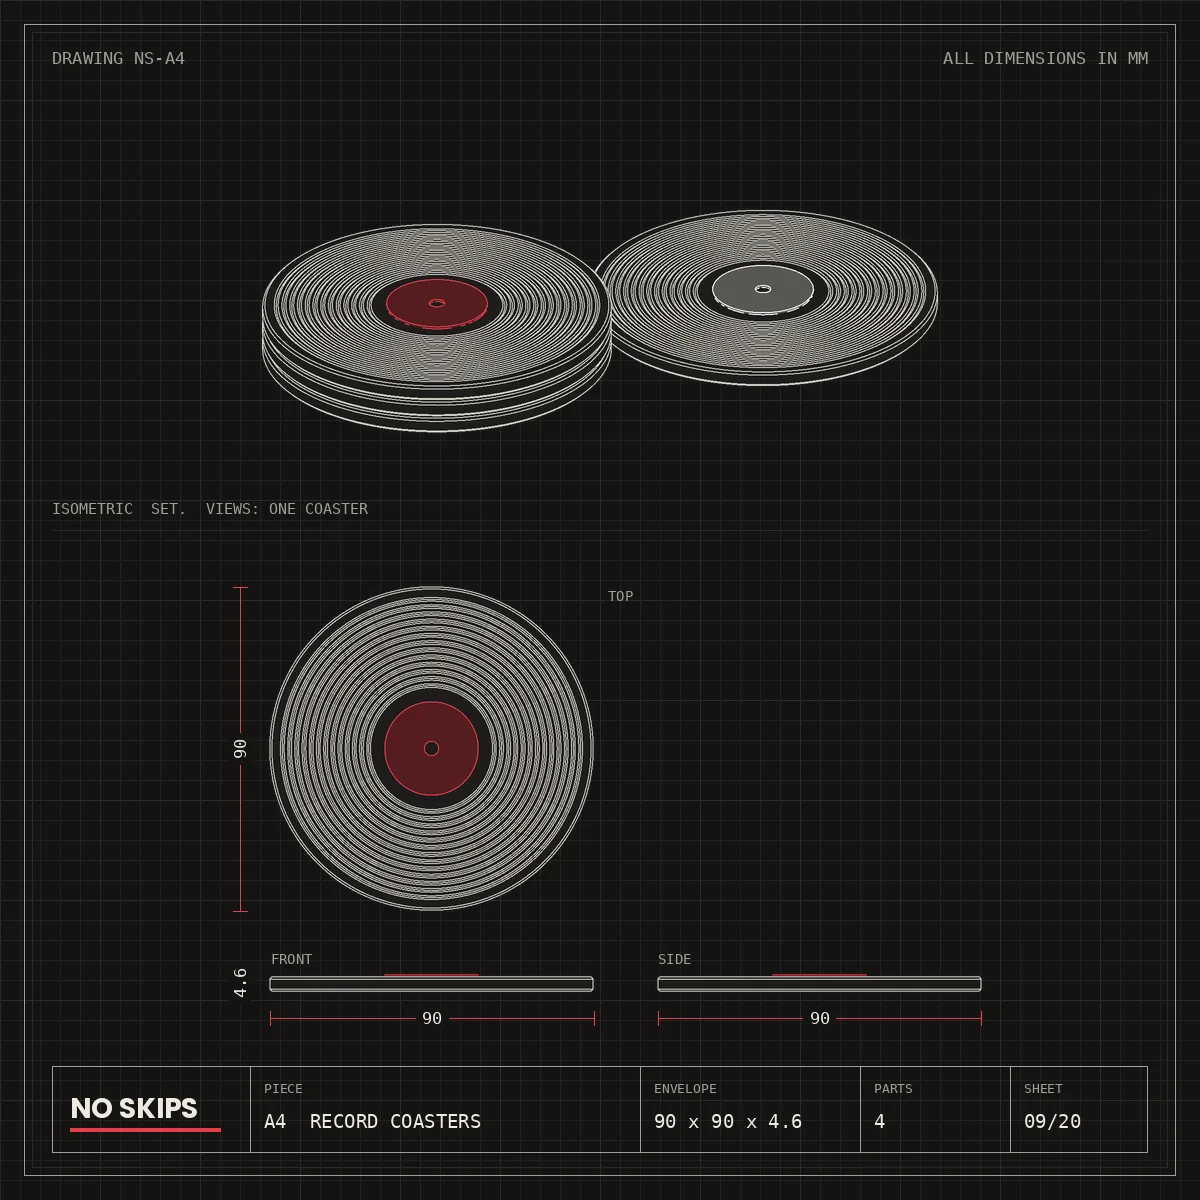 DRAWING NS-A4
ALL DIMENSIONS IN MM
ISOMETRIC  SET.  VIEWS: ONE COASTER
TOP
90
FRONT
SIDE
4.6
90
90
NO SKIPS
PIECE
A4  RECORD COASTERS
ENVELOPE
90 x 90 x 4.6
PARTS
4
SHEET
09/20